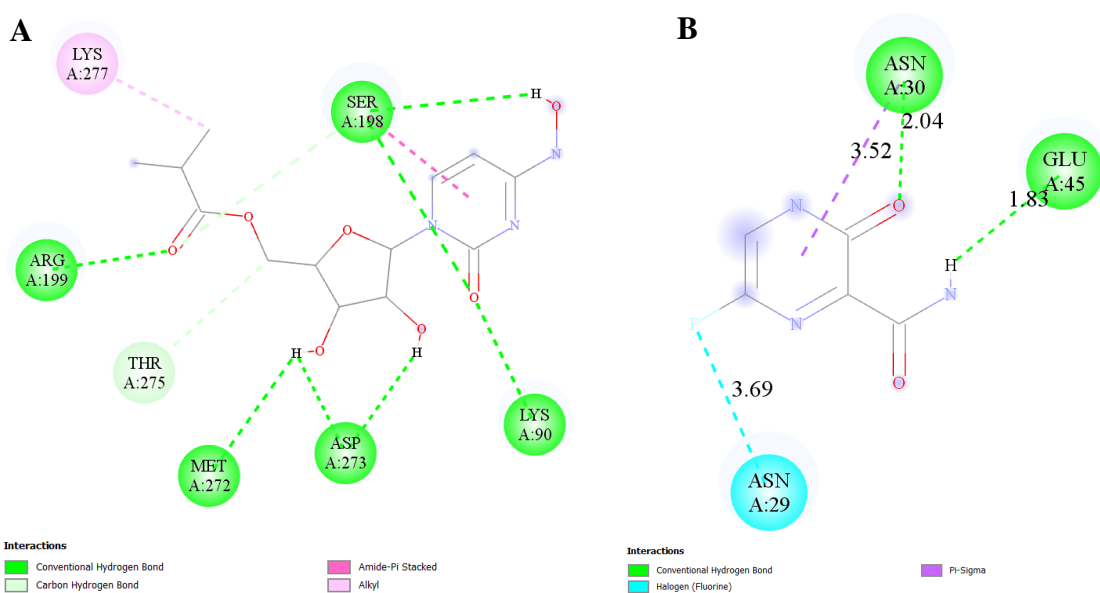 A
LYS
A:277
SER
A:198
H
O
N
O
O
O
N
N
O
ARG
A:199
H
O
O
H
O
THR
A:275
MET
A:272
ASP
A:273
LYS
A:90
Interactions
Conventional Hydrogen Bond
Carbon Hydrogen Bond
Amide-Pi Stacked
Alkyl
B
ASN
A:30
2.04
3.52
GLU
A:45
1.83
N
O
H
N
F
N
O
3.69
ASN
A:29
Interactions
Conventional Hydrogen Bond
Halogen (Fluorine)
Pi-Sigma